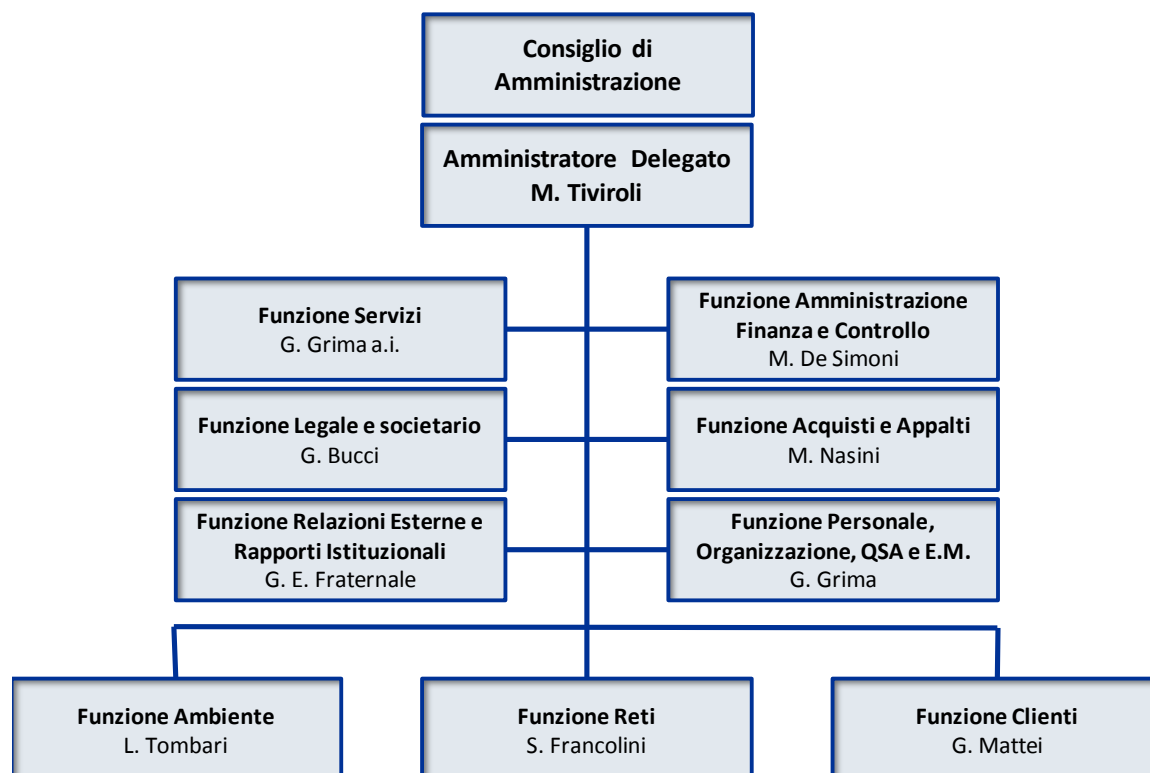 Consiglio di
Amministrazione
Amministratore Delegato
M. Tiviroli
Funzione Servizi
G. Grima a.i.
Funzione Amministrazione
Finanza e Controllo
M. De Simoni
Funzione Legale e societario
G. Bucci
Funzione Acquisti e Appalti
M. Nasini
Funzione Relazioni Esterne e
Rapporti Istituzionali
G. E. Fraternale
Funzione Personale,
Organizzazione, QSA e E.M.
G. Grima
Funzione Ambiente
L. Tombari
Funzione Reti
S. Francolini
Funzione Clienti
G. Mattei